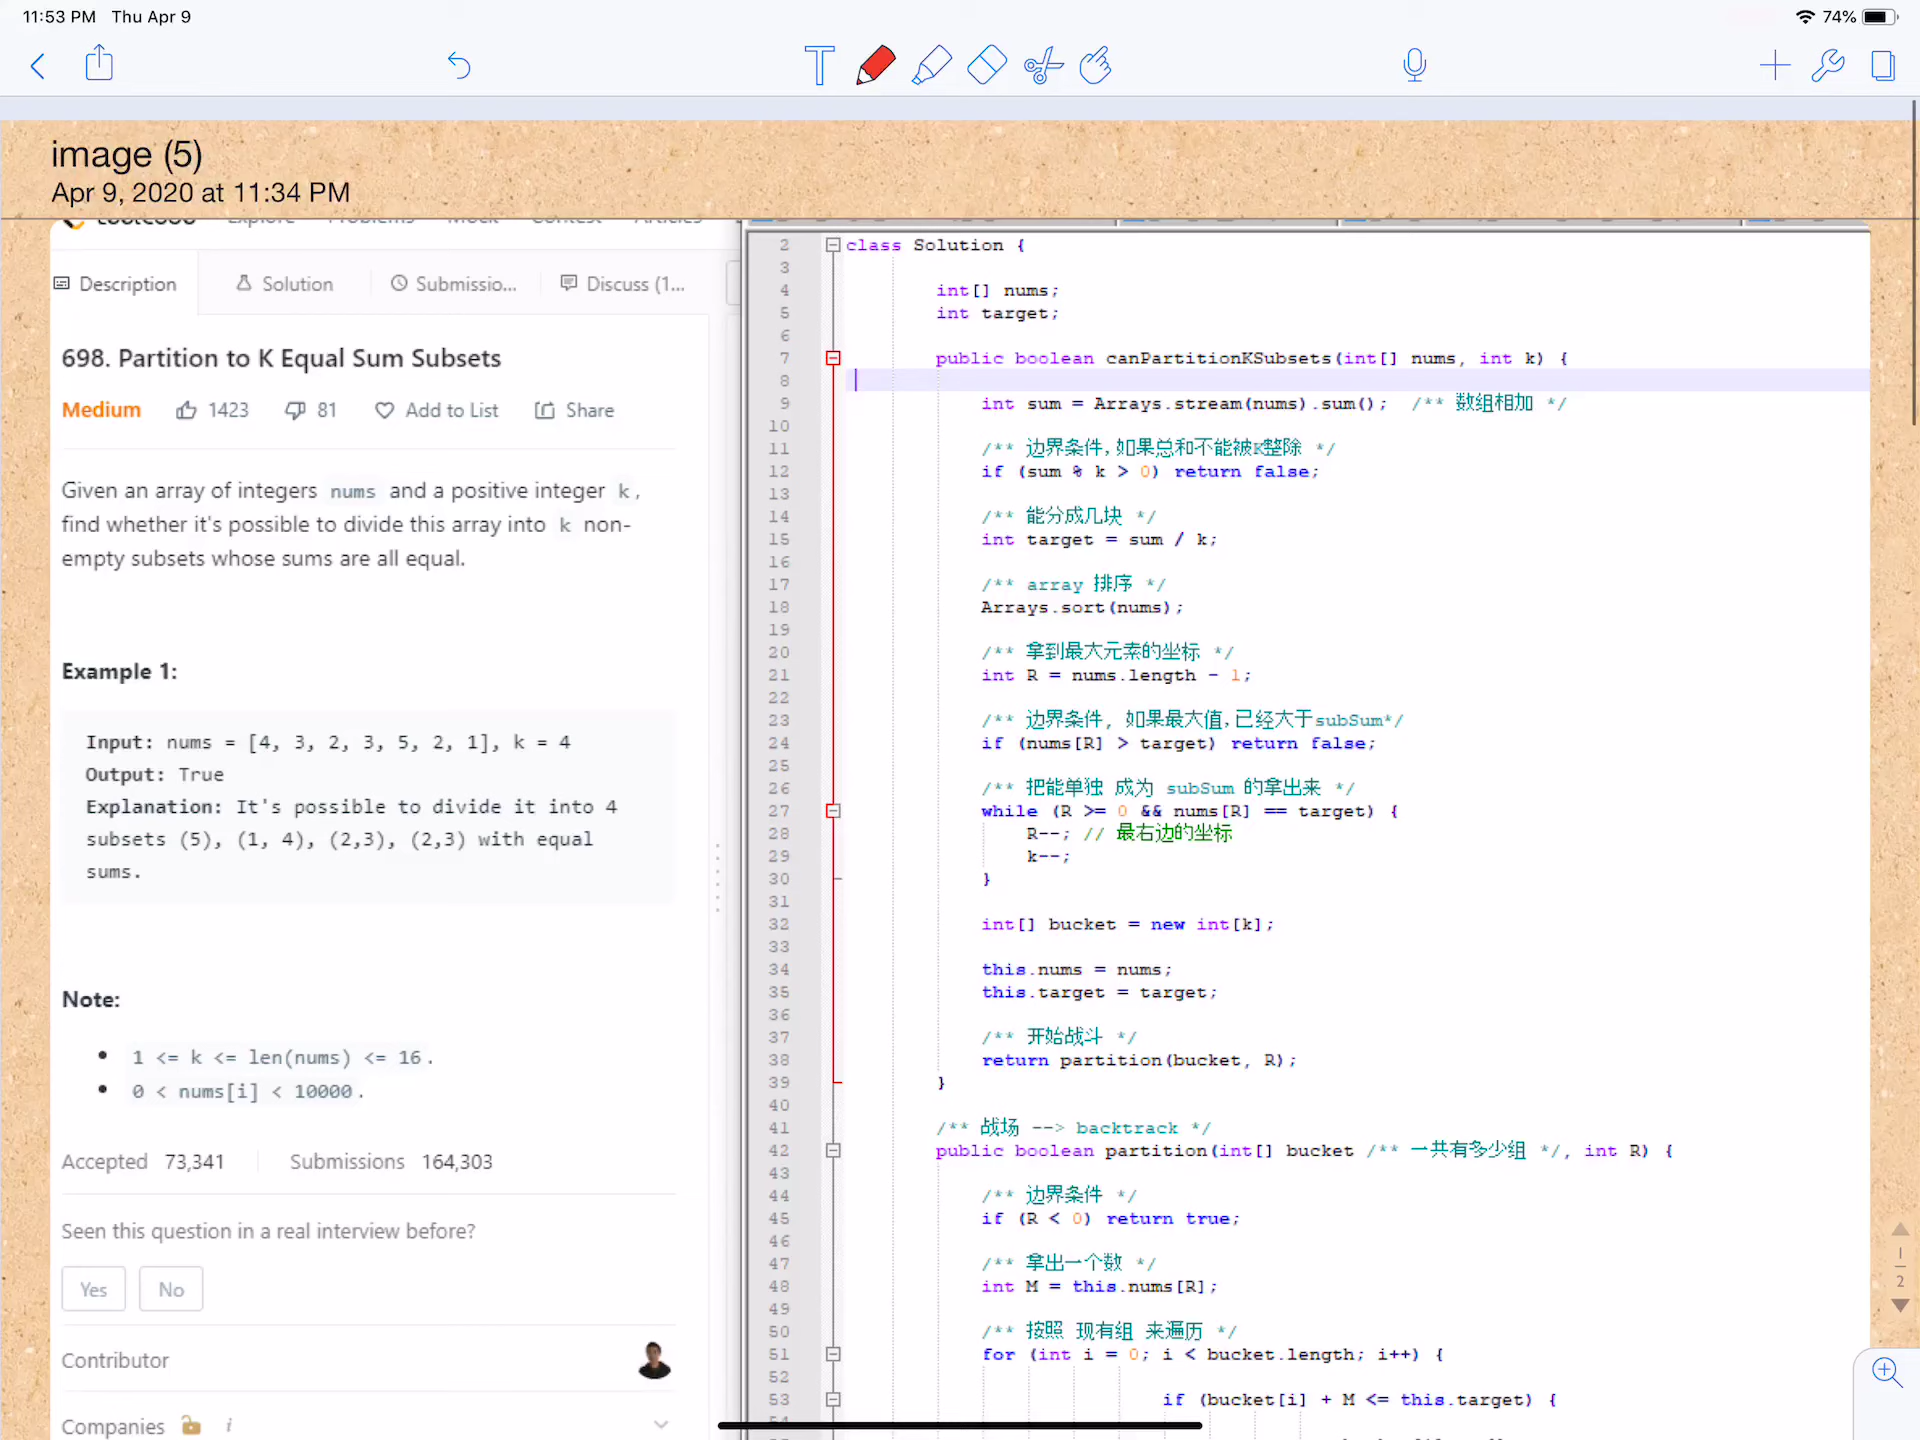 11:53 PM Thu Apr 9
74%
image (5)
Apr 9, 2020 at 11:34 PM
Description
Solution
Submissio...
Discuss (1...
698. Partition to K Equal Sum Subsets
Medium 1423 81 Add to List Share
Given an array of integers nums and a positive integer k,
find whether it's possible to divide this array into k non-
empty subsets whose sums are all equal.
Example 1:
Input: nums = [4, 3, 2, 3, 5, 2, 1], k = 4
Output: True
Explanation: It's possible to divide it into 4
subsets (5), (1, 4), (2,3), (2,3) with equal
sums.
Note:
• 1 <= k <= len(nums) <= 16.
• 0 < nums[i] < 10000.
Accepted 73,341 Submissions 164,303
Seen this question in a real interview before?
Yes No
Contributor
Companies i
2 class Solution {
3
4 int[] nums;
5 int target;
6
7 public boolean canPartitionKSubsets(int[] nums, int k) {
8
9 int sum = Arrays.stream(nums).sum(); /** 数组相加 */
10
11 /** 边界条件,如果总和不能被K整除 */
12 if (sum % k > 0) return false;
13
14 /** 能分成几块 */
15 int target = sum / k;
16
17 /** array 排序 */
18 Arrays.sort(nums);
19
20 /** 拿到最大元素的坐标 */
21 int R = nums.length - 1;
22
23 /** 边界条件, 如果最大值,已经大于subSum*/
24 if (nums[R] > target) return false;
25
26 /** 把能单独 成为 subSum 的拿出来 */
27 while (R >= 0 && nums[R] == target) {
28 R--; // 最右边的坐标
29 k--;
30 }
31
32 int[] bucket = new int[k];
33
34 this.nums = nums;
35 this.target = target;
36
37 /** 开始战斗 */
38 return partition(bucket, R);
39 }
40
41 /** 战场 --> backtrack */
42 public boolean partition(int[] bucket /** 一共有多少组 */, int R) {
43
44 /** 边界条件 */
45 if (R < 0) return true;
46
47 /** 拿出一个数 */
48 int M = this.nums[R];
49
50 /** 按照 现有组 来遍历 */
51 for (int i = 0; i < bucket.length; i++) {
52
53 if (bucket[i] + M <= this.target) {
1
2